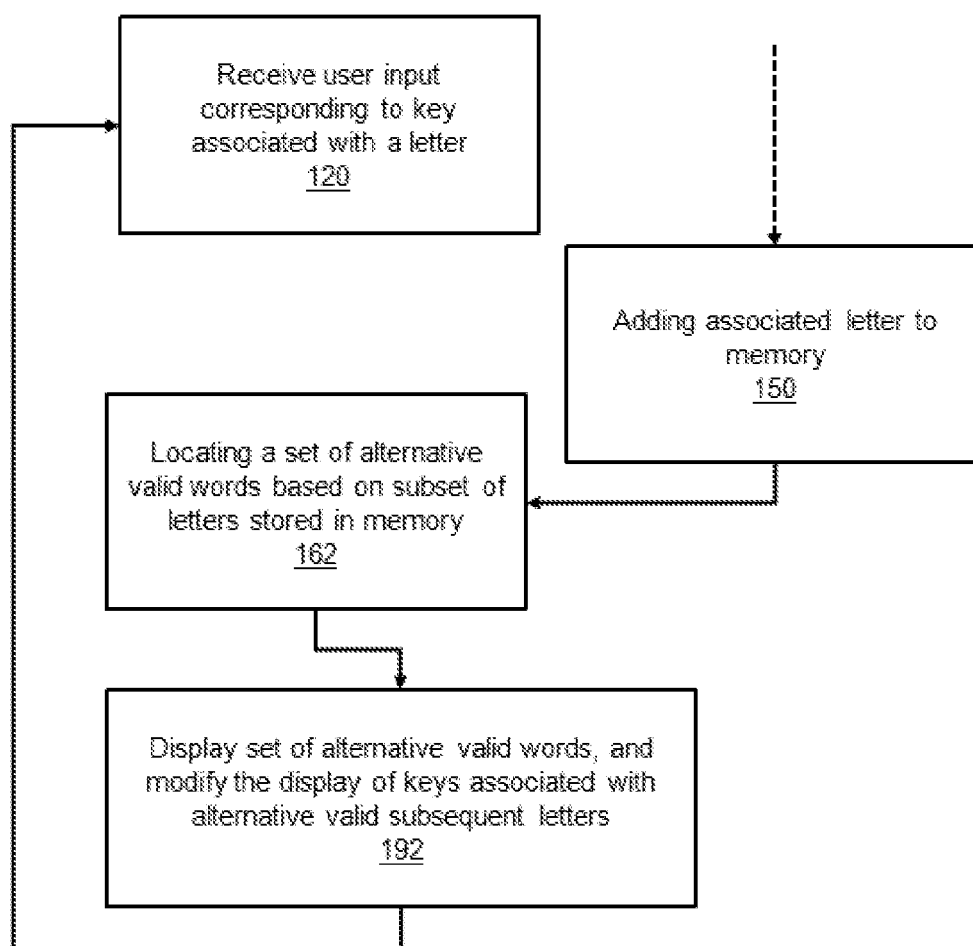 Receive user input
corresponding to key
associated with a letter
120
Adding associated letter to
memory
150
Locating a set of alternative
valid words based on subset of
letters stored in memory
162
Display set of alternative valid words, and
modify the display of keys associated with
alternative valid subsequent letters
192